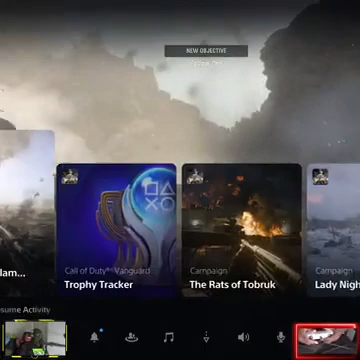 NEW OBJECTIVE
Call of Duty®: Vanguard
Trophy Tracker
Campaign
The Rats of Tobruk
Campaign
Lady Nigh
lam...
sume Activity